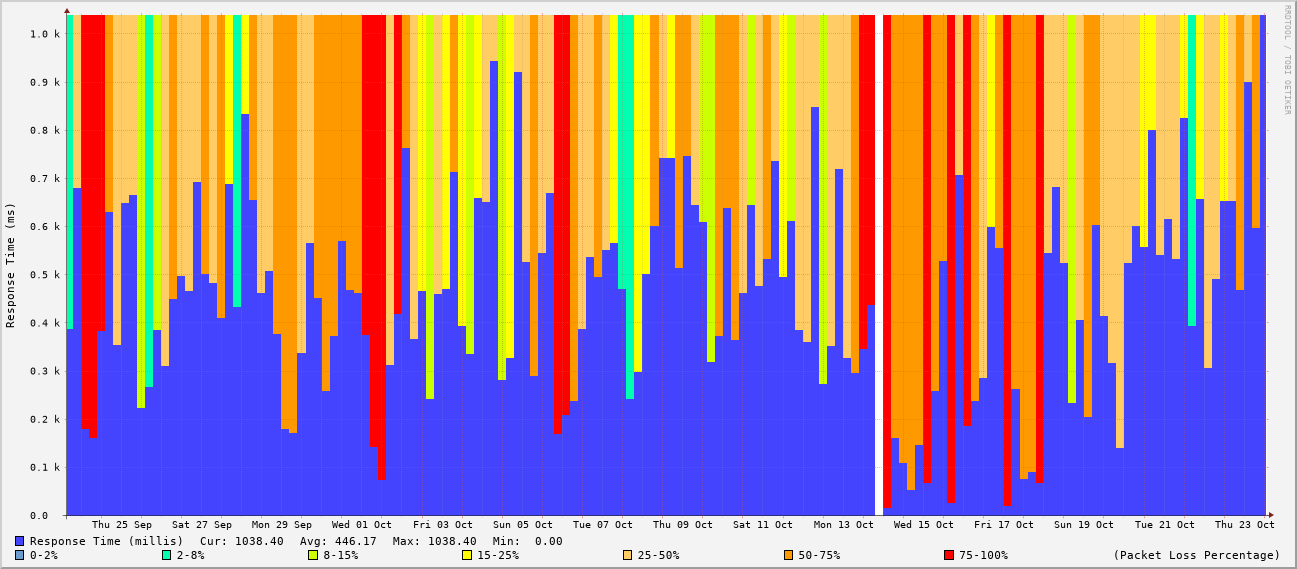 RRDTOOL / TOBI OETIKER
Response Time (ms)
1.0 k
0.9 k
0.8 k
0.7 k
0.6 k
0.5 k
0.4 k
0.3 k
0.2 k
0.1 k
0.0
Thu 25 Sep Sat 27 Sep Mon 29 Sep Wed 01 Oct Fri 03 Oct Sun 05 Oct Tue 07 Oct Thu 09 Oct Sat 11 Oct Mon 13 Oct Wed 15 Oct Fri 17 Oct Sun 19 Oct Tue 21 Oct Thu 23 Oct
Response Time (millis) Cur: 1038.40 Avg: 446.17 Max: 1038.40 Min: 0.00
0-2% 2-8% 8-15% 15-25% 25-50% 50-75% 75-100% (Packet Loss Percentage)